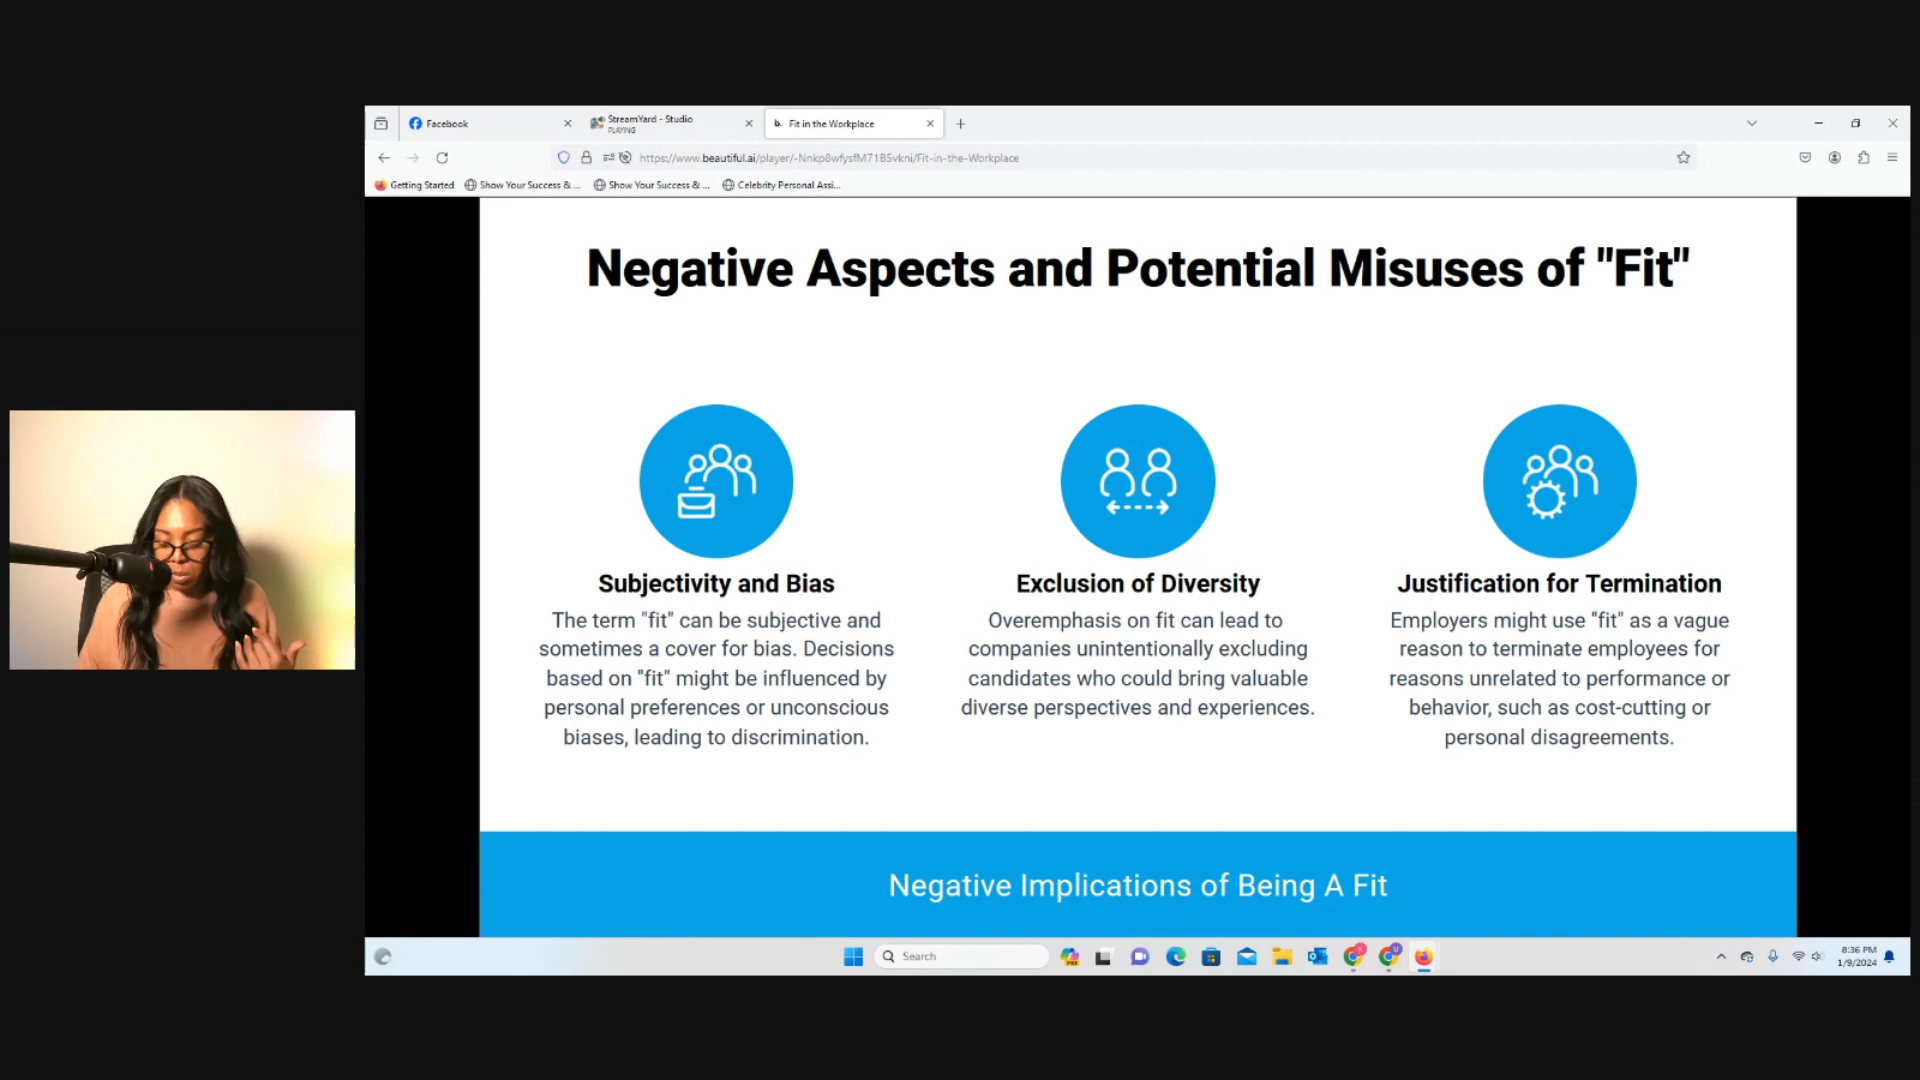 Facebook
StreamYard - Studio
PLAYING
b. Fit in the Workplace
https://www.beautiful.ai/player/-Nnkp8wfysfM71B5vkni/Fit-in-the-Workplace
Getting Started
Show Your Success & ...
Show Your Success & ...
Celebrity Personal Assi...
Negative Aspects and Potential Misuses of "Fit"
Subjectivity and Bias
The term "fit" can be subjective and
sometimes a cover for bias. Decisions
based on "fit" might be influenced by
personal preferences or unconscious
biases, leading to discrimination.
Exclusion of Diversity
Overemphasis on fit can lead to
companies unintentionally excluding
candidates who could bring valuable
diverse perspectives and experiences.
Justification for Termination
Employers might use "fit" as a vague
reason to terminate employees for
reasons unrelated to performance or
behavior, such as cost-cutting or
personal disagreements.
Negative Implications of Being A Fit
Search
8:36 PM
1/9/2024